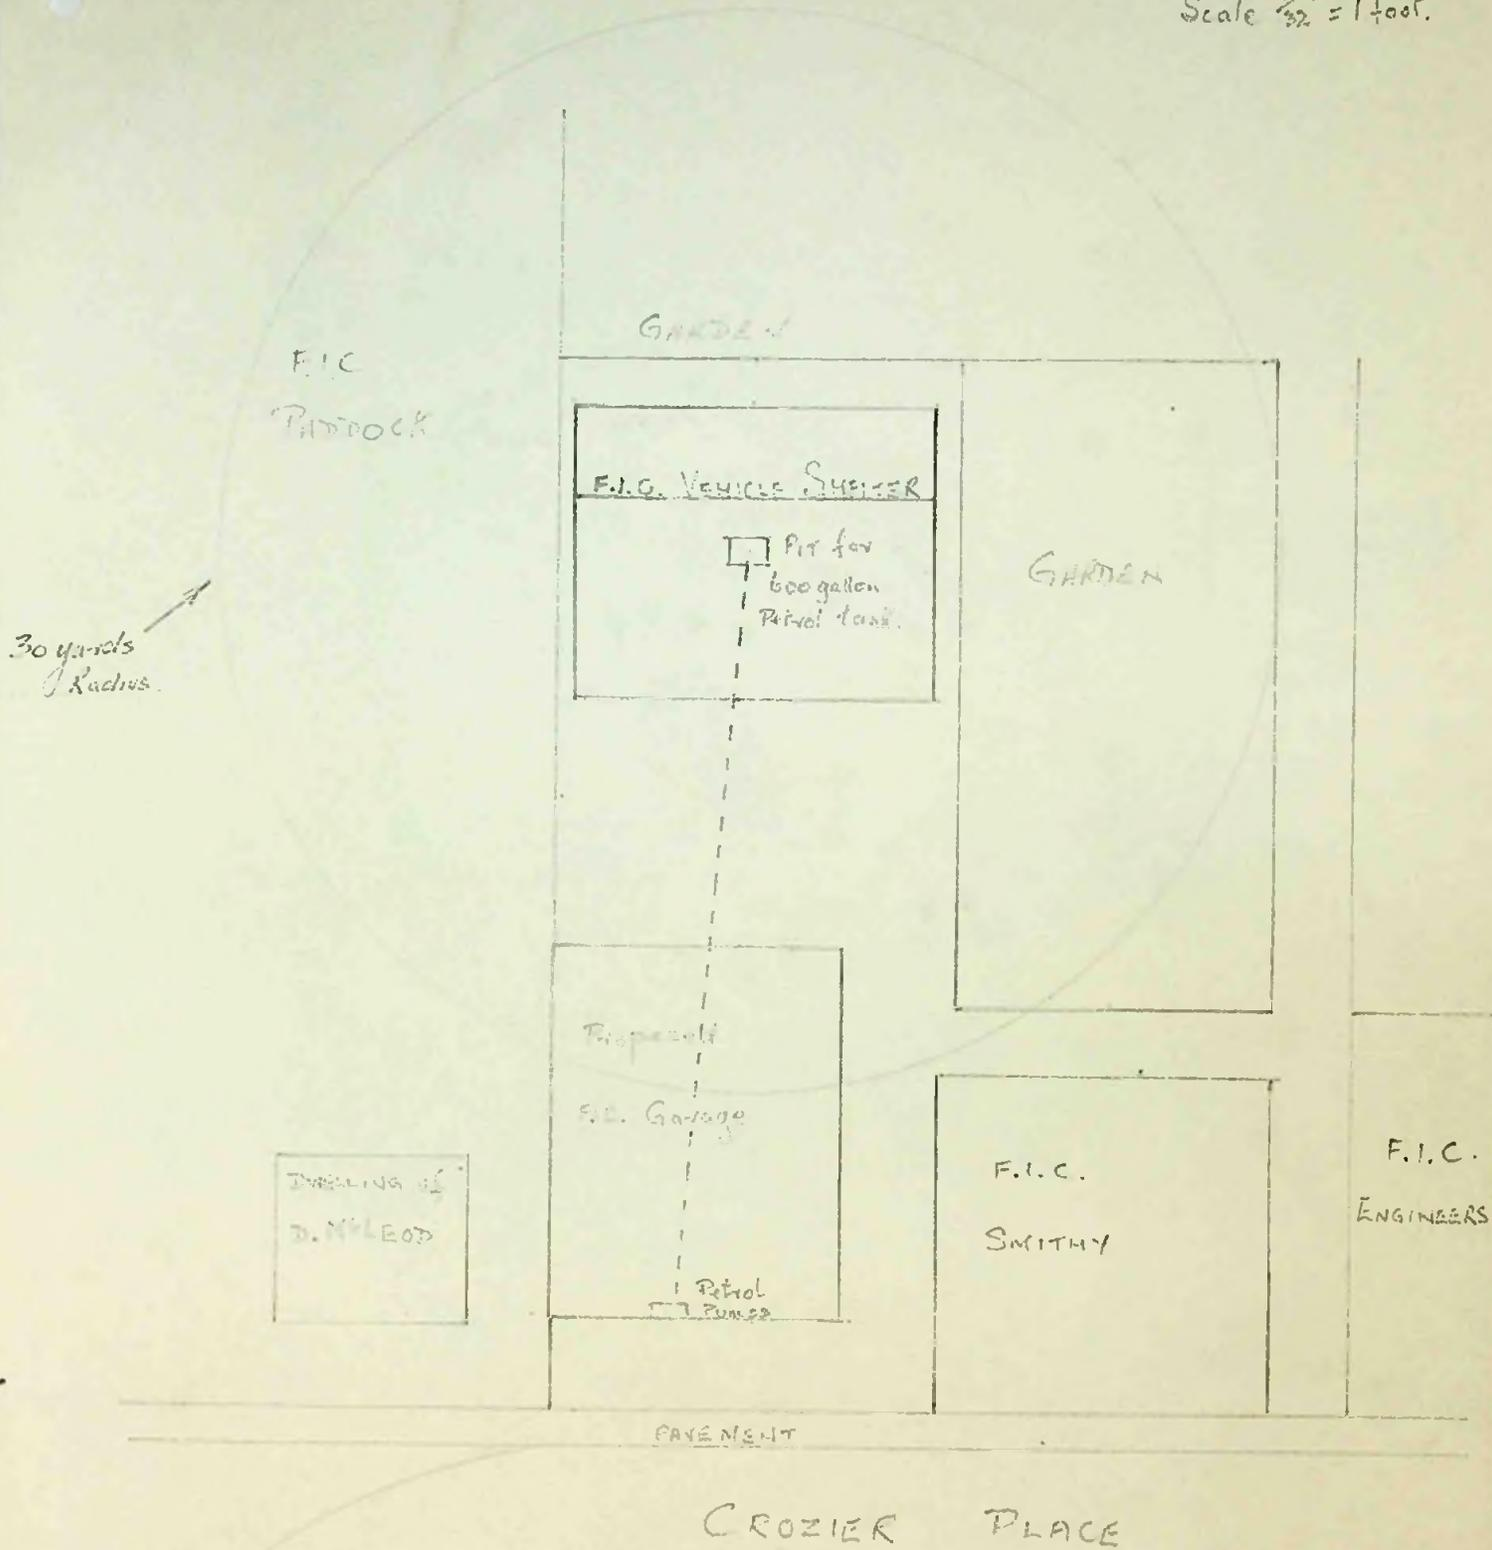 Scale 1/32" = 1 foot.
GARDEN
F.I.C
PADDOCK
F.I.C. VEHICLE SHELTER
Pit for
600 gallon
Petrol tank.
GARDEN
30 yards
Radius.
Proposed
F.I.C. Garage
F.I.C.
SMITHY
F.I.C.
ENGINEERS
DWELLING of
D. McLEOD
Petrol
PUMPS
PAVEMENT
CROZIER PLACE